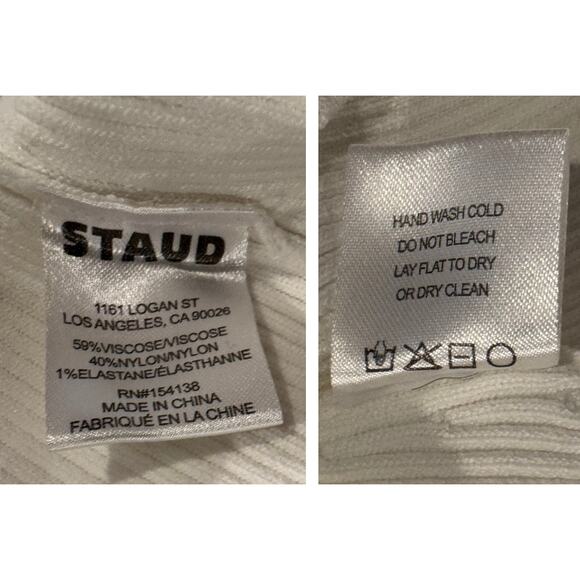 STAUD
1161 LOGAN ST
LOS ANGELES, CA 90026
59%VISCOSE/VISCOSE
40%NYLON/NYLON
1%ELASTANE/ÉLASTHANNE
RN#154138
MADE IN CHINA
FABRIQUÉ EN LA CHINE
HAND WASH COLD
DO NOT BLEACH
LAY FLAT TO DRY
OR DRY CLEAN